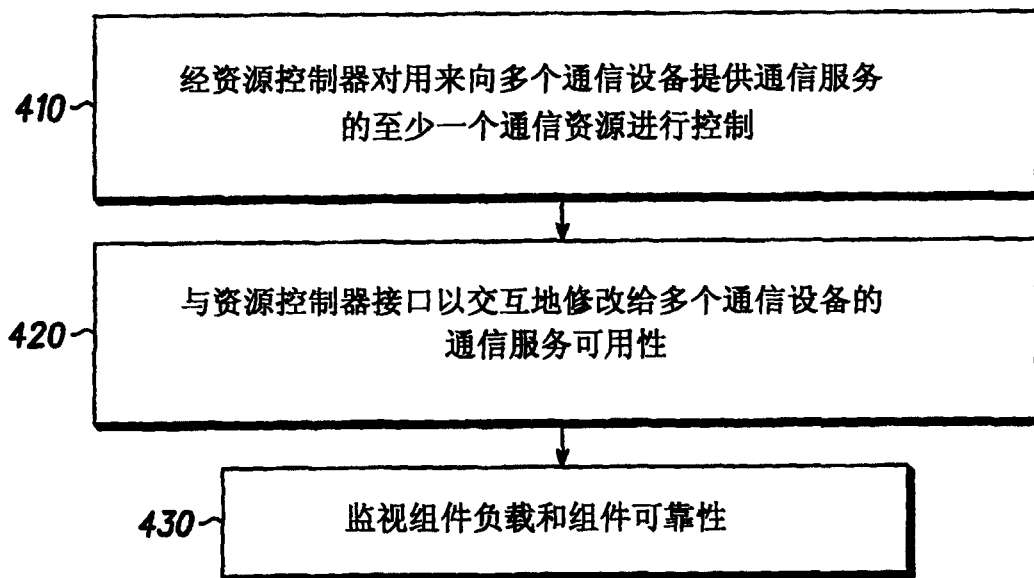 410
经资源控制器对用来向多个通信设备提供通信服务
的至少一个通信资源进行控制
420
与资源控制器接口以交互地修改给多个通信设备的
通信服务可用性
430
监视组件负载和组件可靠性